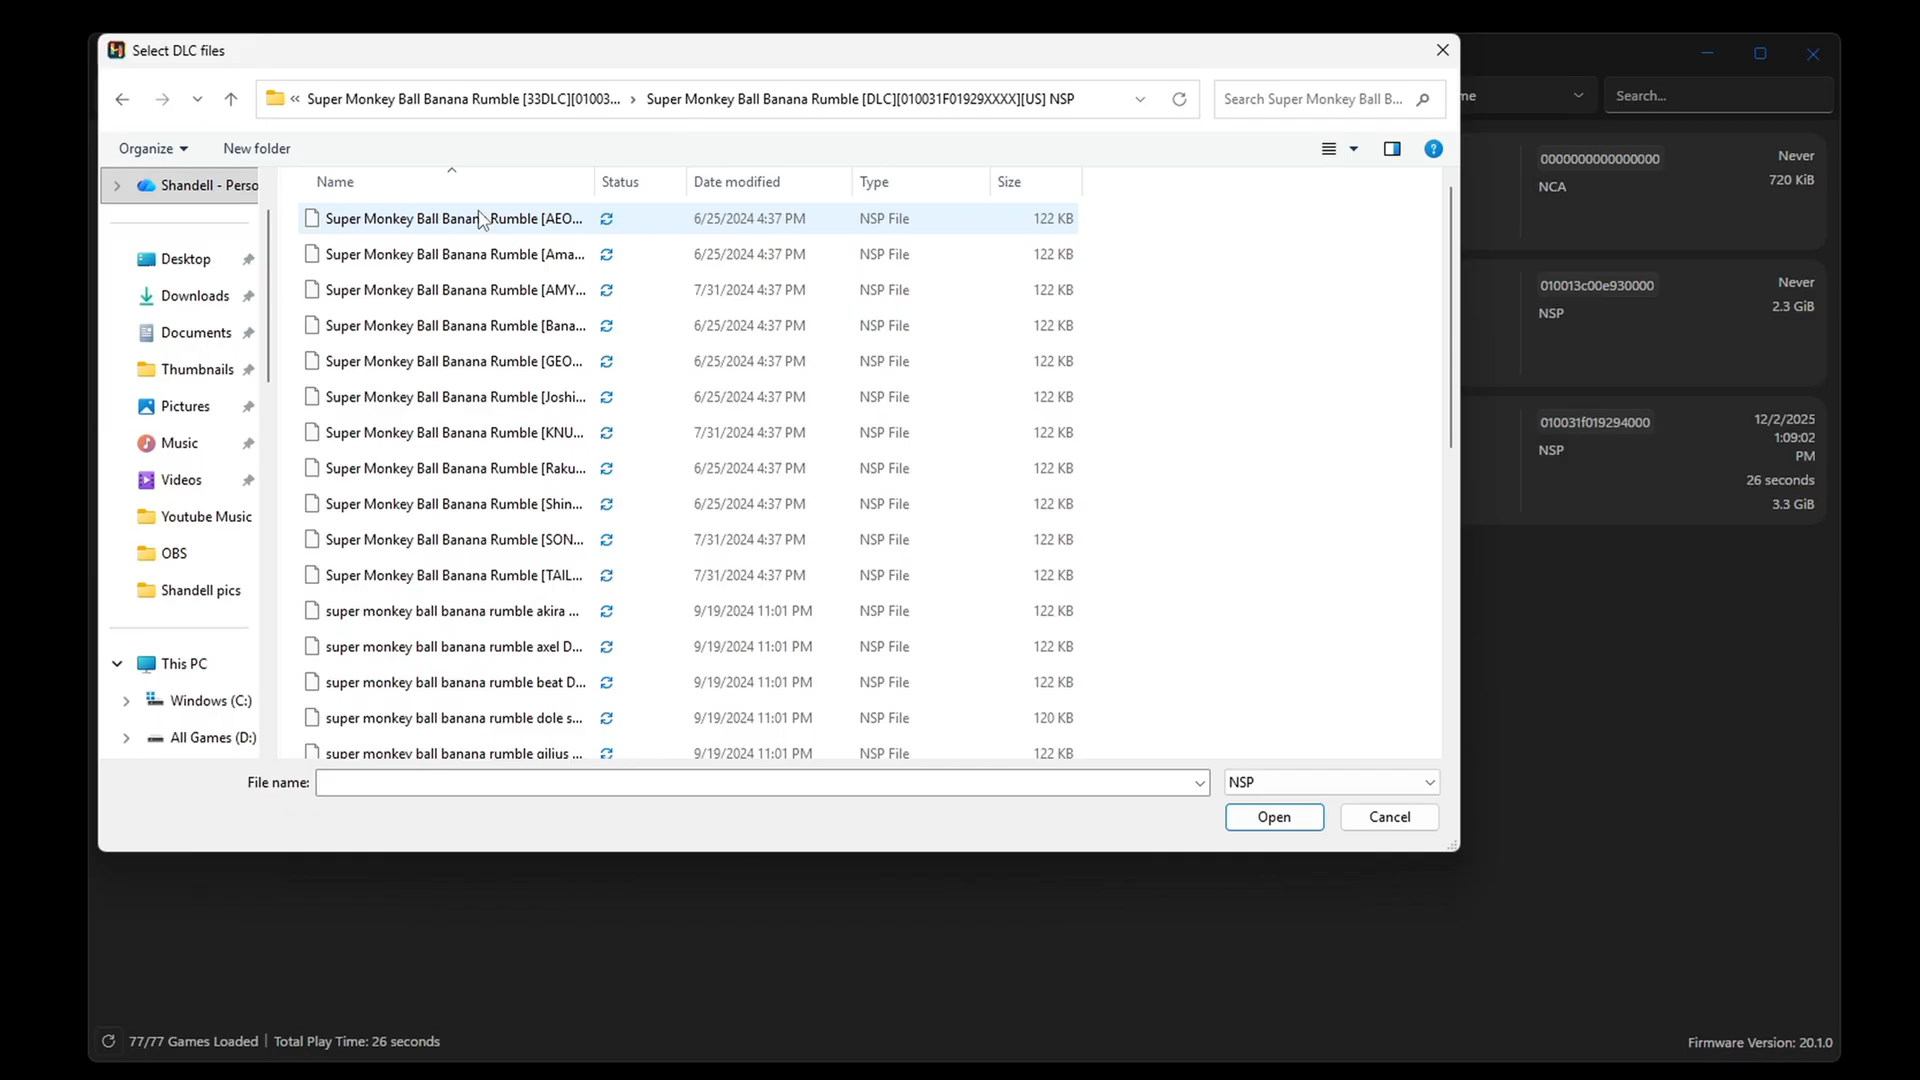 Select DLC files
« Super Monkey Ball Banana Rumble [33DLC][01003... › Super Monkey Ball Banana Rumble [DLC][010031F01929XXXX][US] NSP
Search Super Monkey Ball B...
me
Search...
Organize
New folder
Shandell - Perso
Desktop
Downloads
Documents
Thumbnails
Pictures
Music
Videos
Youtube Music
OBS
Shandell pics
This PC
Windows (C:)
All Games (D:)
Name Status Date modified Type Size
Super Monkey Ball Banana Rumble [AEO... 6/25/2024 4:37 PM NSP File 122 KB
Super Monkey Ball Banana Rumble [Ama... 6/25/2024 4:37 PM NSP File 122 KB
Super Monkey Ball Banana Rumble [AMY... 7/31/2024 4:37 PM NSP File 122 KB
Super Monkey Ball Banana Rumble [Bana... 6/25/2024 4:37 PM NSP File 122 KB
Super Monkey Ball Banana Rumble [GEO... 6/25/2024 4:37 PM NSP File 122 KB
Super Monkey Ball Banana Rumble [Joshi... 6/25/2024 4:37 PM NSP File 122 KB
Super Monkey Ball Banana Rumble [KNU... 7/31/2024 4:37 PM NSP File 122 KB
Super Monkey Ball Banana Rumble [Raku... 6/25/2024 4:37 PM NSP File 122 KB
Super Monkey Ball Banana Rumble [Shin... 6/25/2024 4:37 PM NSP File 122 KB
Super Monkey Ball Banana Rumble [SON... 7/31/2024 4:37 PM NSP File 122 KB
Super Monkey Ball Banana Rumble [TAIL... 7/31/2024 4:37 PM NSP File 122 KB
super monkey ball banana rumble akira ... 9/19/2024 11:01 PM NSP File 122 KB
super monkey ball banana rumble axel D... 9/19/2024 11:01 PM NSP File 122 KB
super monkey ball banana rumble beat D... 9/19/2024 11:01 PM NSP File 122 KB
super monkey ball banana rumble dole s... 9/19/2024 11:01 PM NSP File 120 KB
super monkey ball banana rumble gilius ... 9/19/2024 11:01 PM NSP File 122 KB
File name:
NSP
Open
Cancel
0000000000000000 Never
NCA 720 KiB
010013c00e930000 Never
NSP 2.3 GiB
010031f019294000 12/2/2025
1:09:02
NSP PM
26 seconds
3.3 GiB
77/77 Games Loaded | Total Play Time: 26 seconds
Firmware Version: 20.1.0